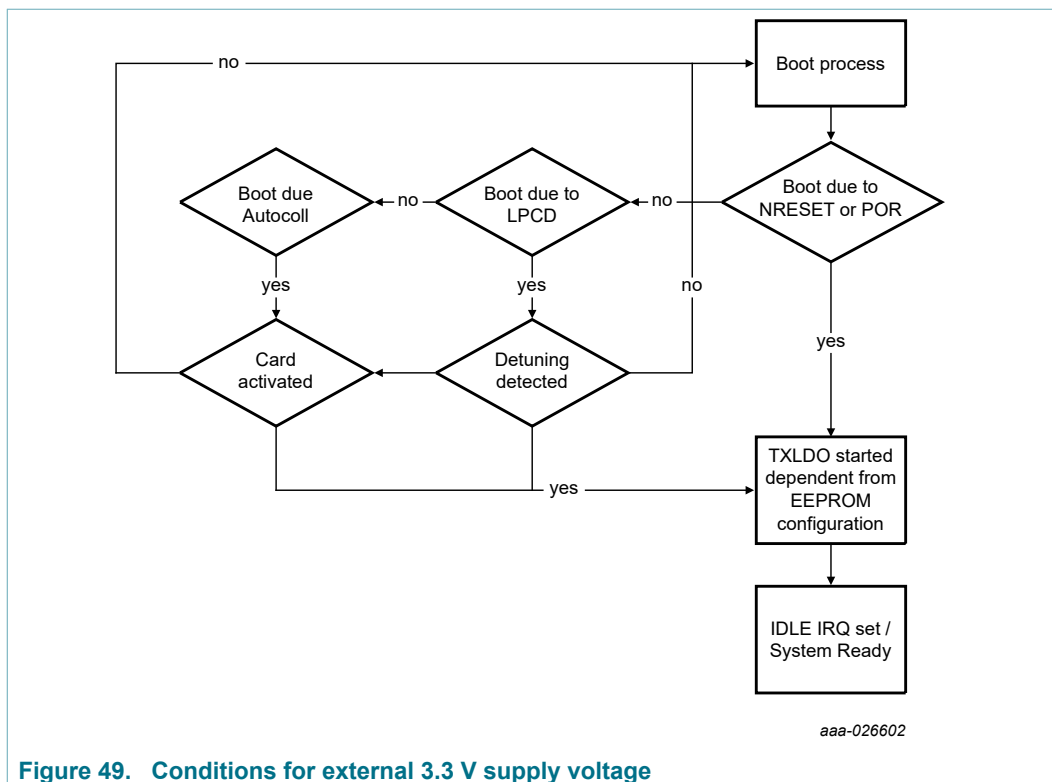 no
Boot process
Boot due
Autocoll
no
Boot due to
LPCD
no
Boot due to
NRESET or POR
yes
yes
no
yes
Card
activated
Detuning
detected
yes
TXLDO started
dependent from
EEPROM
configuration
IDLE IRQ set /
System Ready
aaa-026602
Figure 49. Conditions for external 3.3 V supply voltage